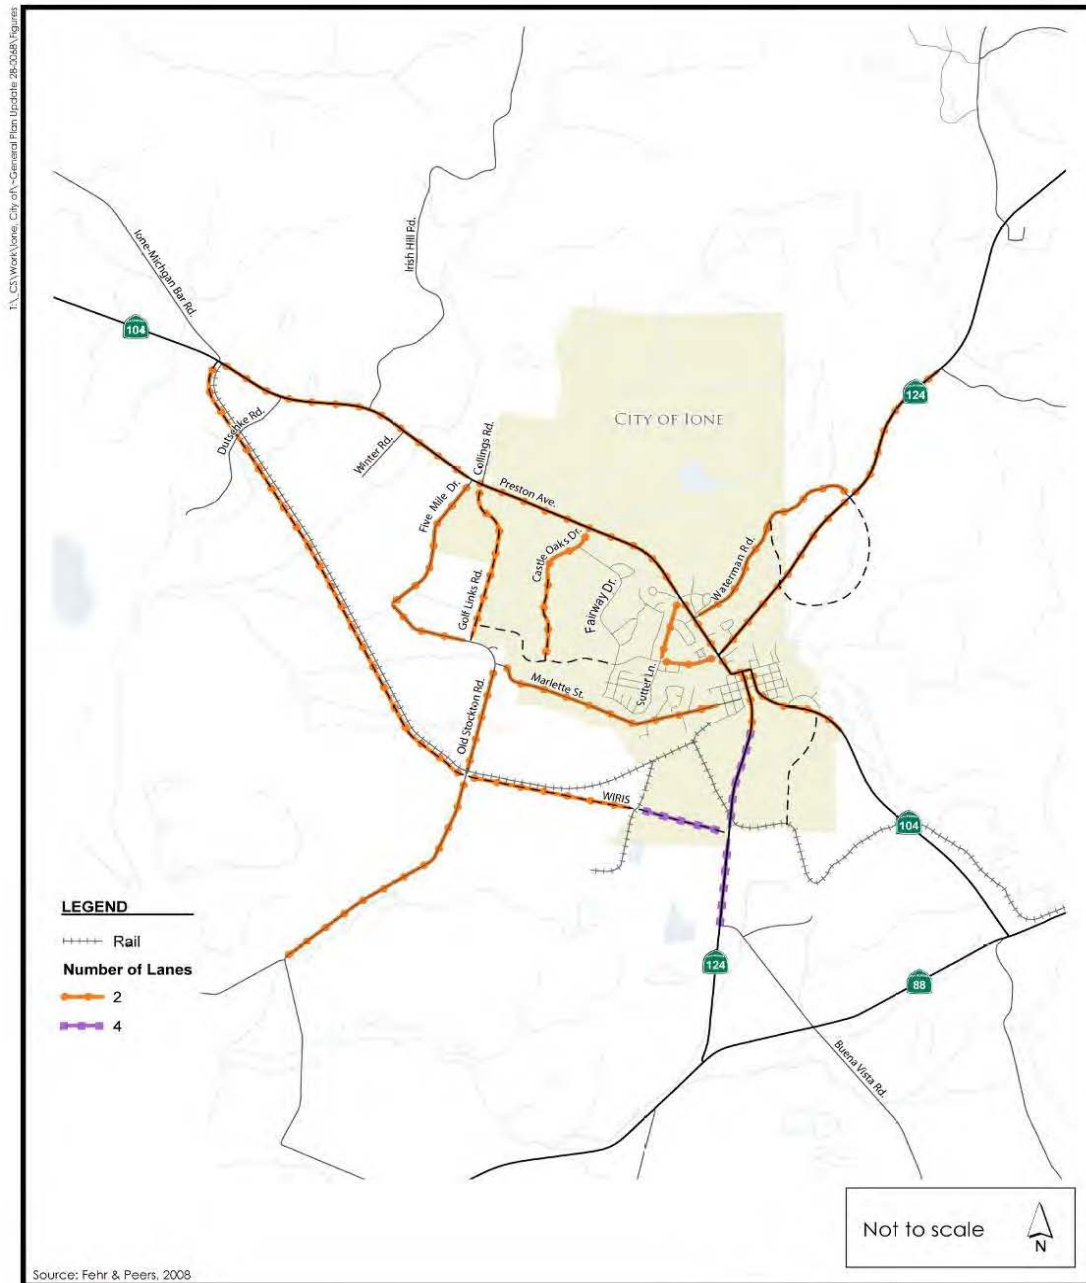 T:\_CS\Work\Ione, City of\~General Plan Update 28-0068\Figures
Ione-Michigan Bar Rd.
Irish Hill Rd.
104
124
Dutschke Rd.
Winter Rd.
Collings Rd.
CITY OF IONE
Five Mile Dr.
Preston Ave.
Castle Oaks Dr.
Waterman Rd.
Golf Links Rd.
Fairway Dr.
Sutter Ln.
Marlette St.
Old Stockton Rd.
WIRIS
104
124
88
Buena Vista Rd.
LEGEND
Rail
Number of Lanes
2
4
Not to scale
N
Source: Fehr & Peers, 2008